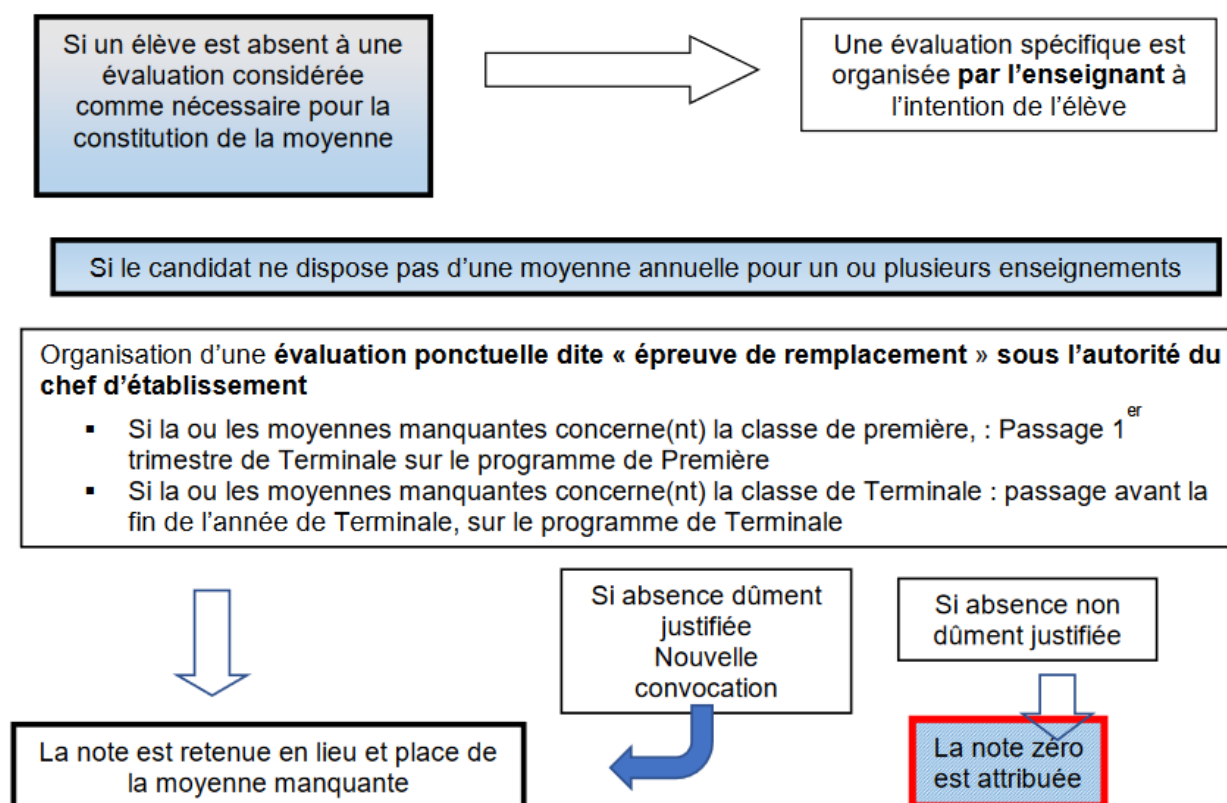 Si un élève est absent à une
évaluation considérée
comme nécessaire pour la
constitution de la moyenne
Une évaluation spécifique est
organisée par l'enseignant à
l'intention de l'élève
Si le candidat ne dispose pas d'une moyenne annuelle pour un ou plusieurs enseignements
Organisation d'une évaluation ponctuelle dite « épreuve de remplacement » sous l'autorité du
chef d'établissement
▪ Si la ou les moyennes manquantes concerne(nt) la classe de première, : Passage 1er
trimestre de Terminale sur le programme de Première
▪ Si la ou les moyennes manquantes concerne(nt) la classe de Terminale : passage avant la
fin de l'année de Terminale, sur le programme de Terminale
Si absence dûment
justifiée
Nouvelle
convocation
Si absence non
dûment justifiée
La note est retenue en lieu et place de
la moyenne manquante
La note zéro
est attribuée